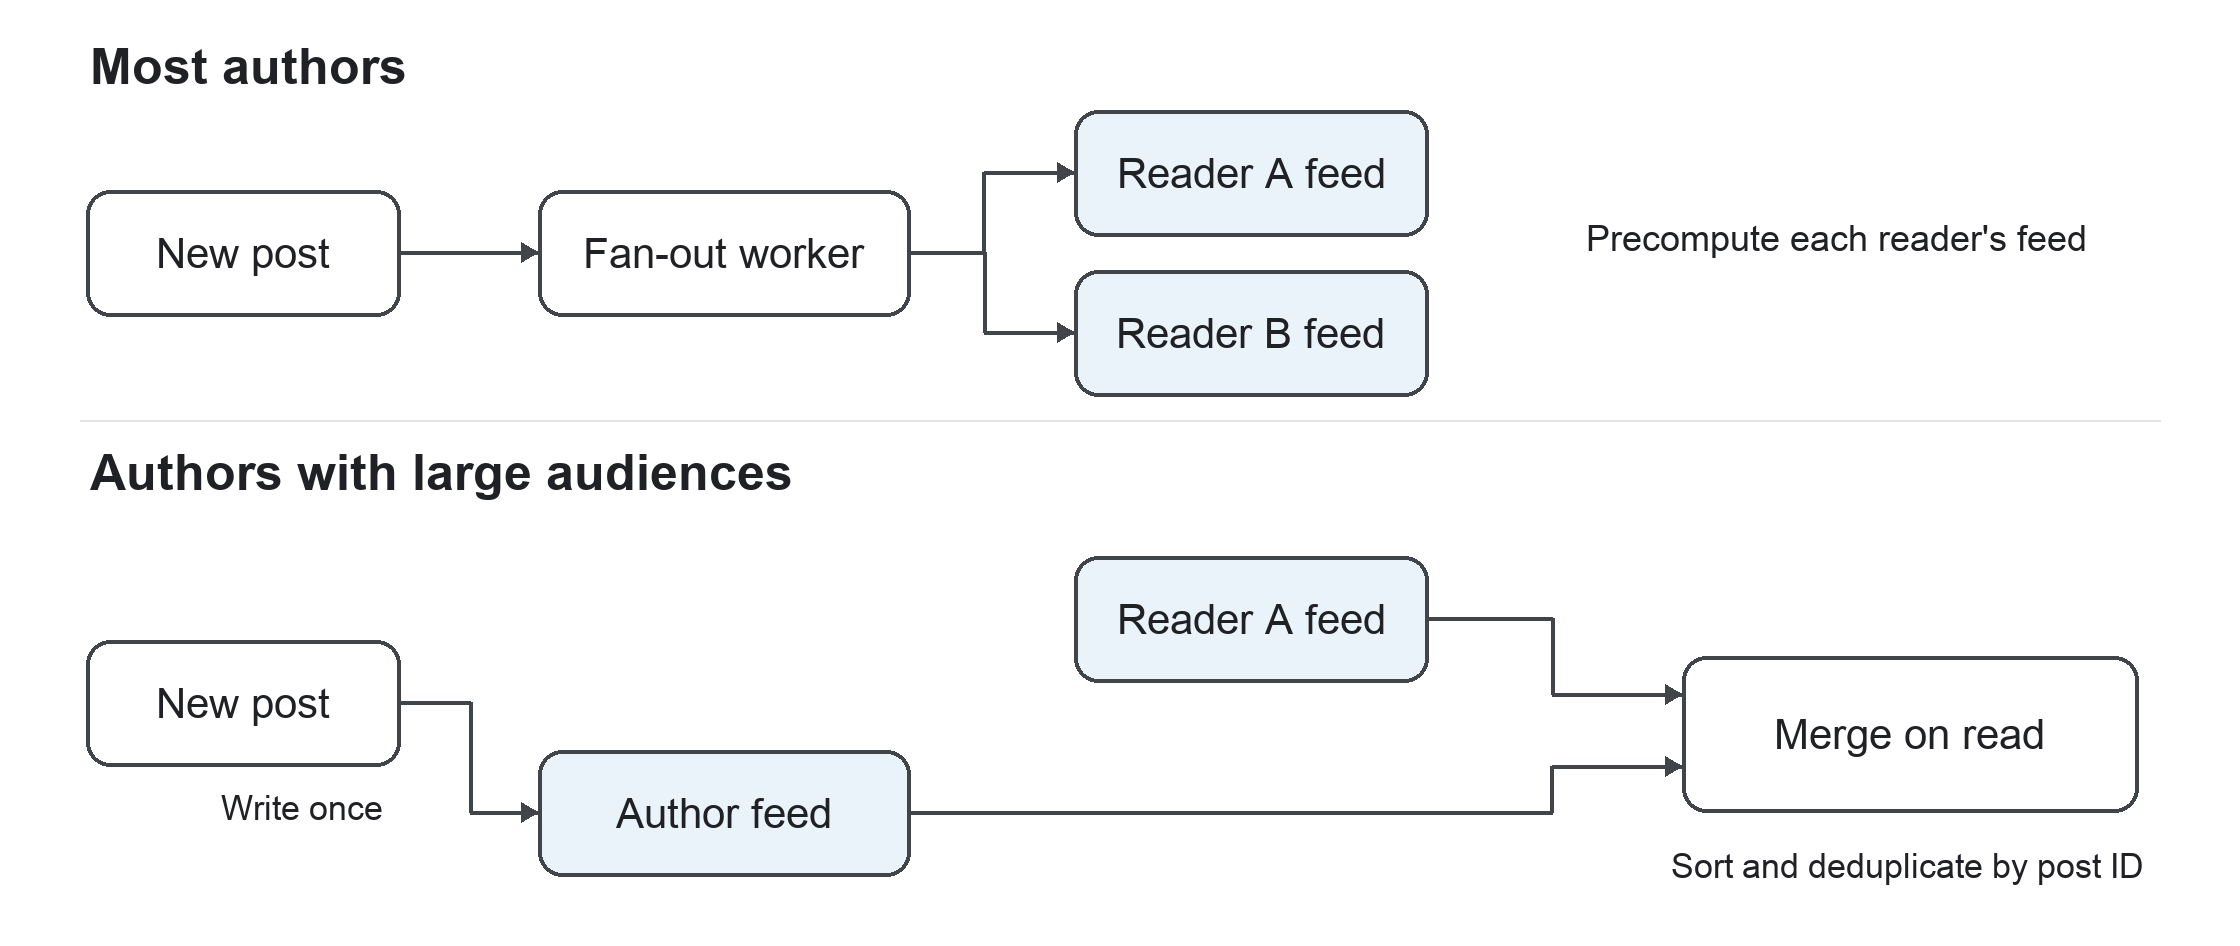 Most authors
New post
Fan-out worker
Reader A feed
Reader B feed
Precompute each reader's feed
Authors with large audiences
New post
Write once
Author feed
Reader A feed
Merge on read
Sort and deduplicate by post ID